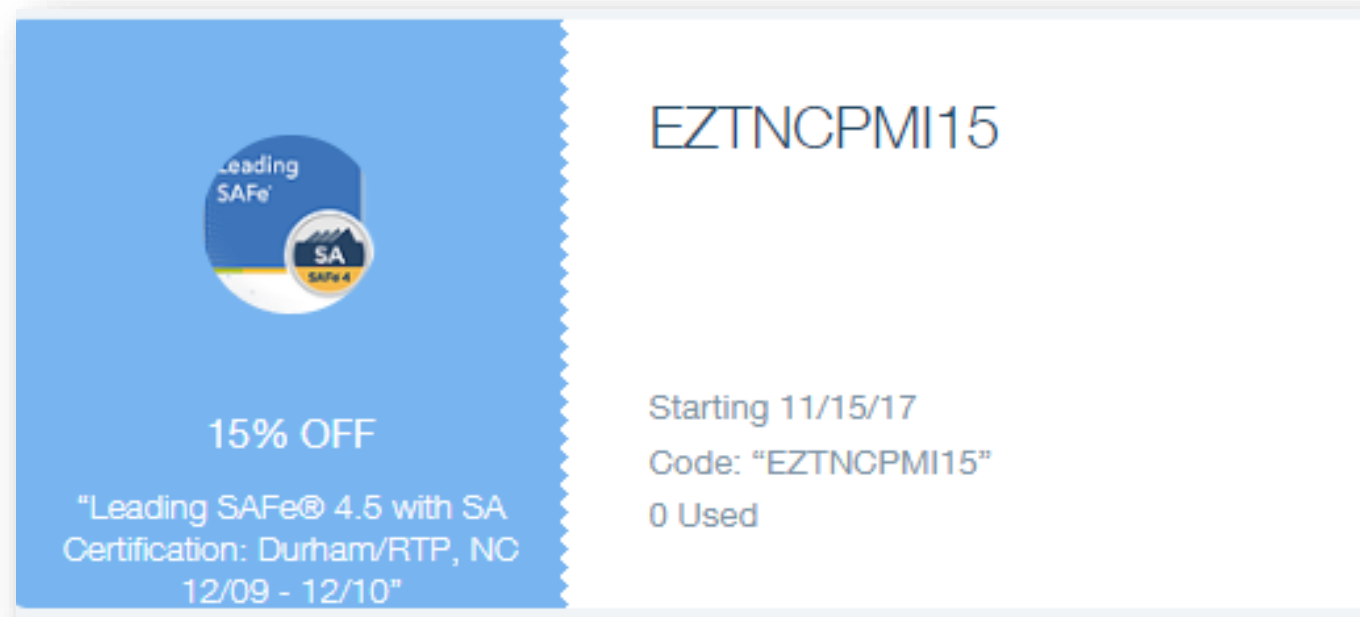 Leading
SAFe®
SA
SAFe 4
15% OFF
“Leading SAFe® 4.5 with SA
Certification: Durham/RTP, NC
12/09 - 12/10”
EZTNCPMI15
Starting 11/15/17
Code: “EZTNCPMI15”
0 Used